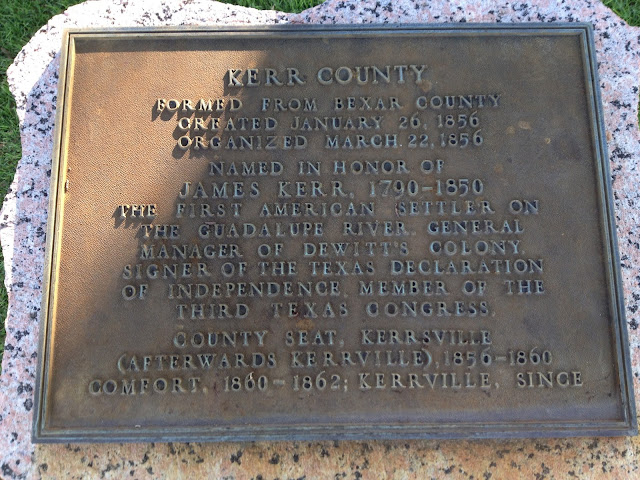 KERR COUNTY
FORMED FROM BEXAR COUNTY
CREATED JANUARY 26, 1856
ORGANIZED MARCH 22, 1856
NAMED IN HONOR OF
JAMES KERR, 1790-1850
THE FIRST AMERICAN SETTLER ON
THE GUADALUPE RIVER. GENERAL
MANAGER OF DEWITT'S COLONY.
SIGNER OF THE TEXAS DECLARATION
OF INDEPENDENCE. MEMBER OF THE
THIRD TEXAS CONGRESS.
COUNTY SEAT, KERRSVILLE
(AFTERWARDS KERRVILLE), 1856-1860
COMFORT, 1860-1862; KERRVILLE, SINCE